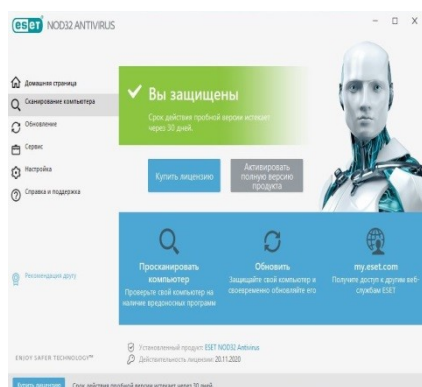 eset NOD32 ANTIVIRUS
Домашняя страница
Сканирование компьютера
Обновление
Сервис
Настройка
Справка и поддержка
Рекомендация другу
ENJOY SAFER TECHNOLOGY™
Вы защищены
Срок действия пробной версии истекает
через 30 дней.
Купить лицензию
Активировать
полную версию
продукта
Просканировать
компьютер
Проверьте свой компьютер на
наличие вредоносных программ
Обновить
Защищайте свой компьютер и
своевременно обновляйте его
my.eset.com
Получите доступ к другим веб-
службам ESET
Установленный продукт: ESET NOD32 Antivirus
Действительность лицензии: 20.11.2020
Купить лицензию Срок действия пробной версии истекает через 30 дней.